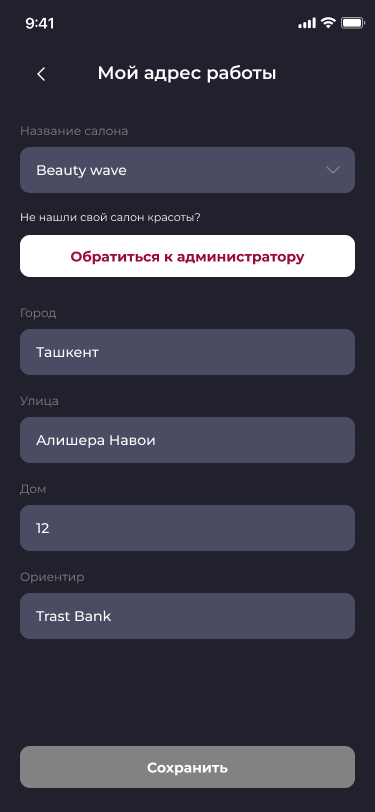 9:41
Мой адрес работы
Название салона
Beauty wave
Не нашли свой салон красоты?
Обратиться к администратору
Город
Ташкент
Улица
Алишера Навои
Дом
12
Ориентир
Trast Bank
Сохранить